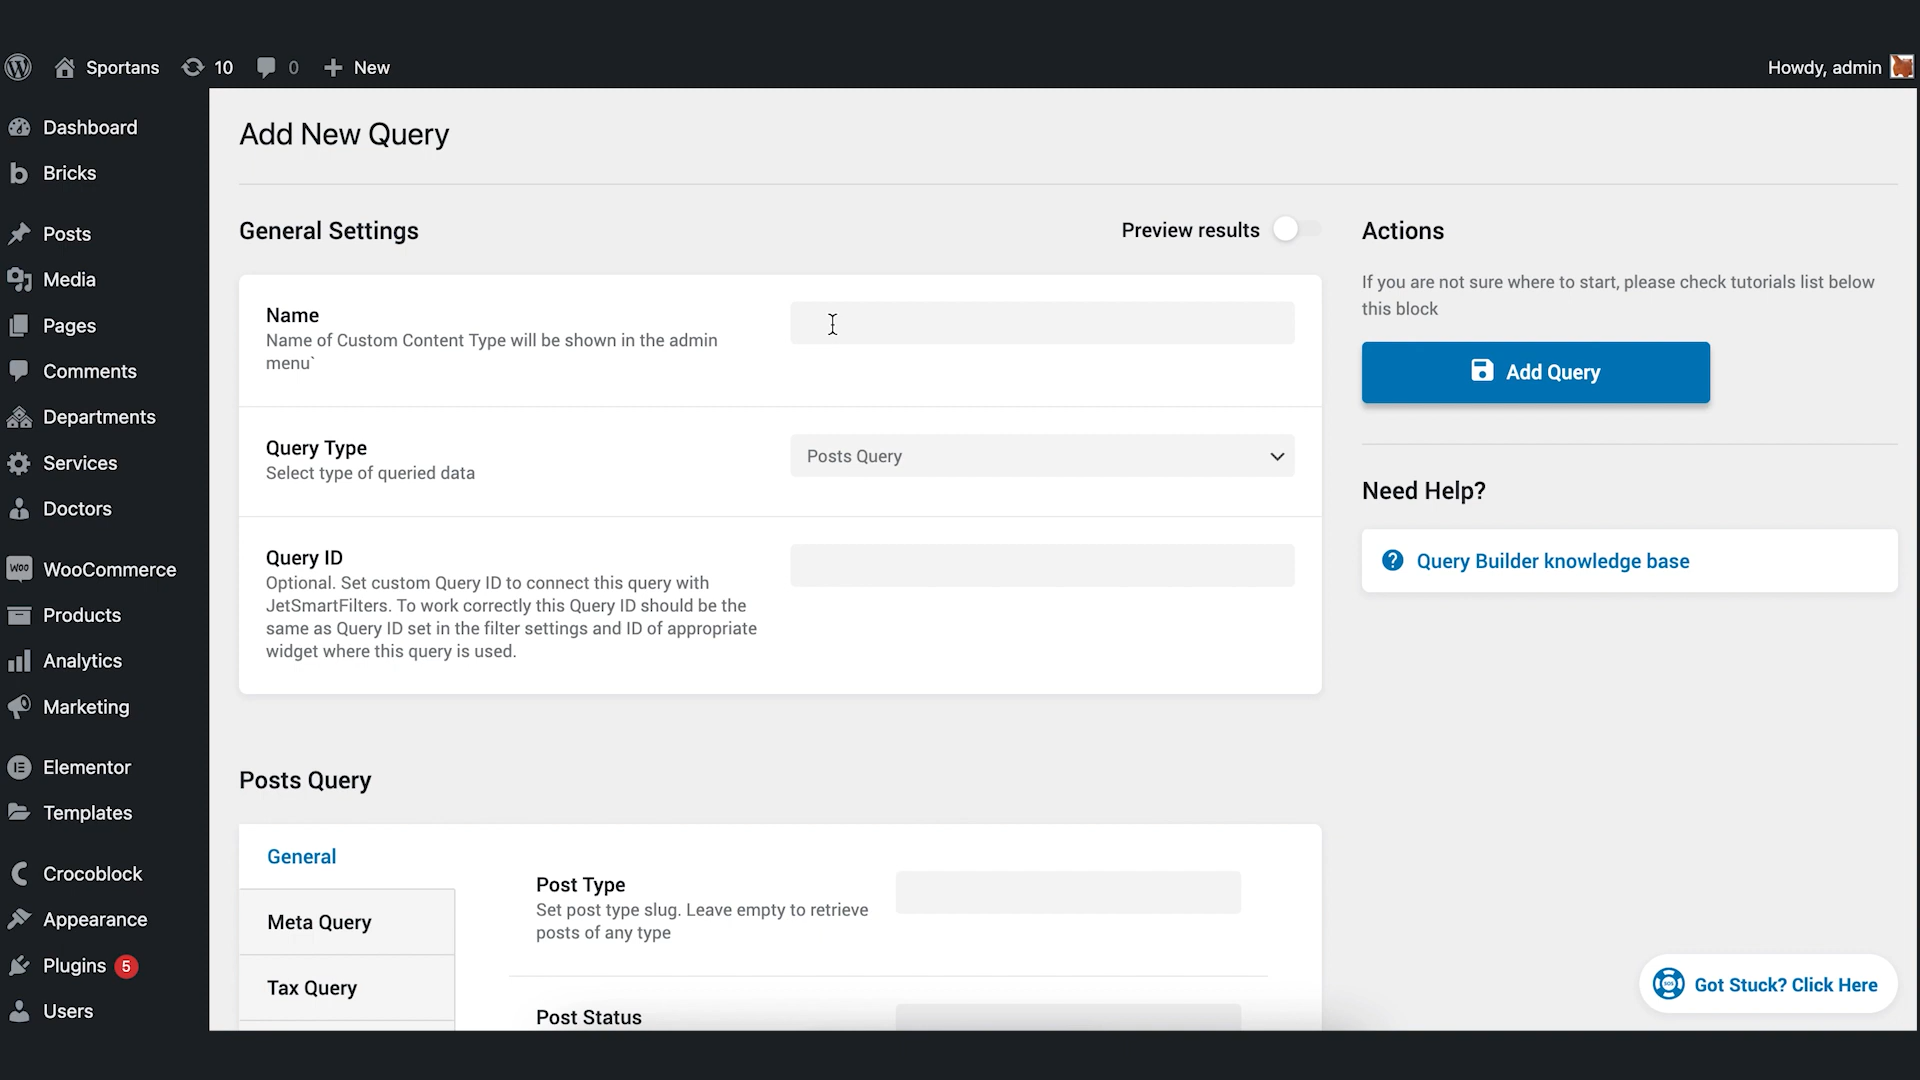 Sportans 10 0 New Howdy, admin
Dashboard
Bricks
Posts
Media
Pages
Comments
Departments
Services
Doctors
WOO WooCommerce
Products
Analytics
Marketing
Elementor
Templates
Crocoblock
Appearance
Plugins 5
Users
Add New Query
General Settings
Preview results
Name
Name of Custom Content Type will be shown in the admin
menu`
Query Type
Select type of queried data
Posts Query
Query ID
Optional. Set custom Query ID to connect this query with
JetSmartFilters. To work correctly this Query ID should be the
same as Query ID set in the filter settings and ID of appropriate
widget where this query is used.
Posts Query
General
Meta Query
Tax Query
Post Type
Set post type slug. Leave empty to retrieve
posts of any type
Post Status
Actions
If you are not sure where to start, please check tutorials list below
this block
Add Query
Need Help?
Query Builder knowledge base
Got Stuck? Click Here